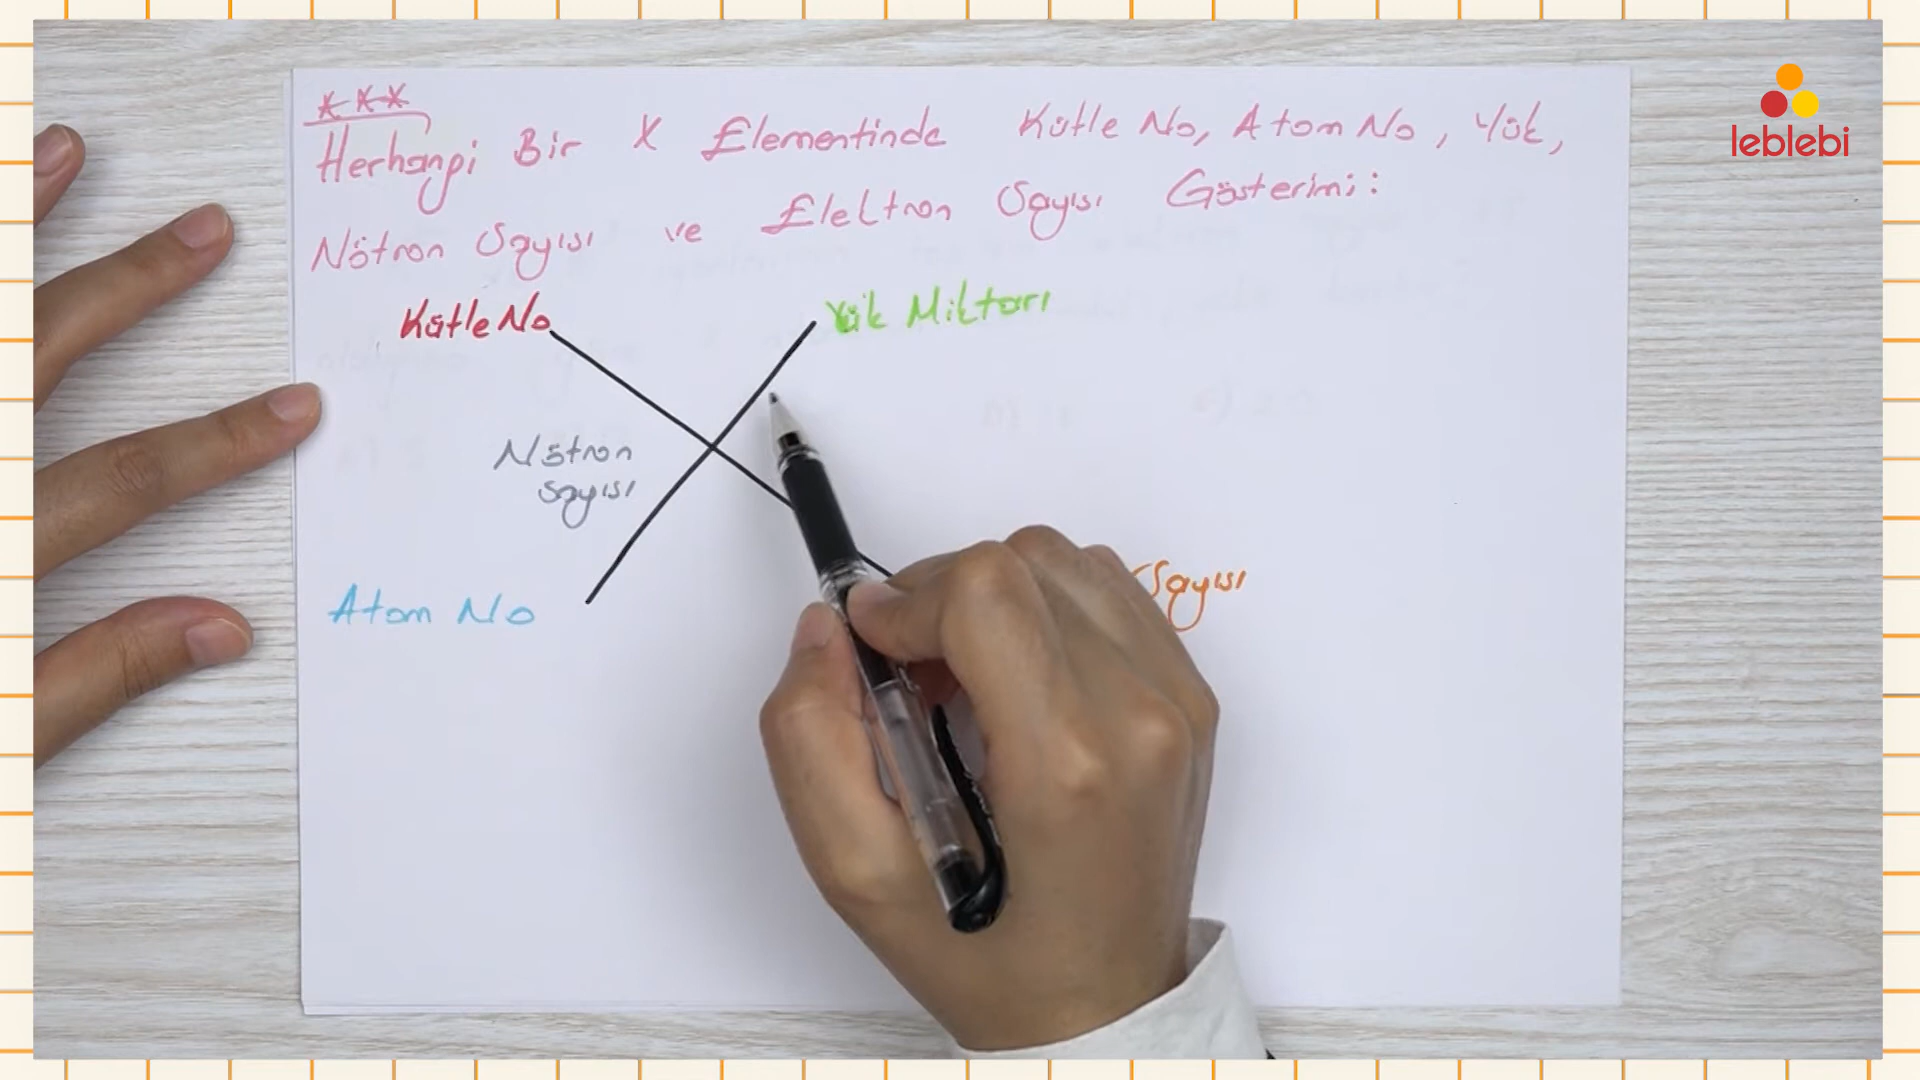 ***
Herhangi Bir X Elementinde Kütle No, Atom No, Yük,
Nötron Sayısı ve Elektron Sayısı Gösterimi:
Kütle No
Yük Miktarı
Nötron
sayısı
Atom No
Sayısı
leblebi